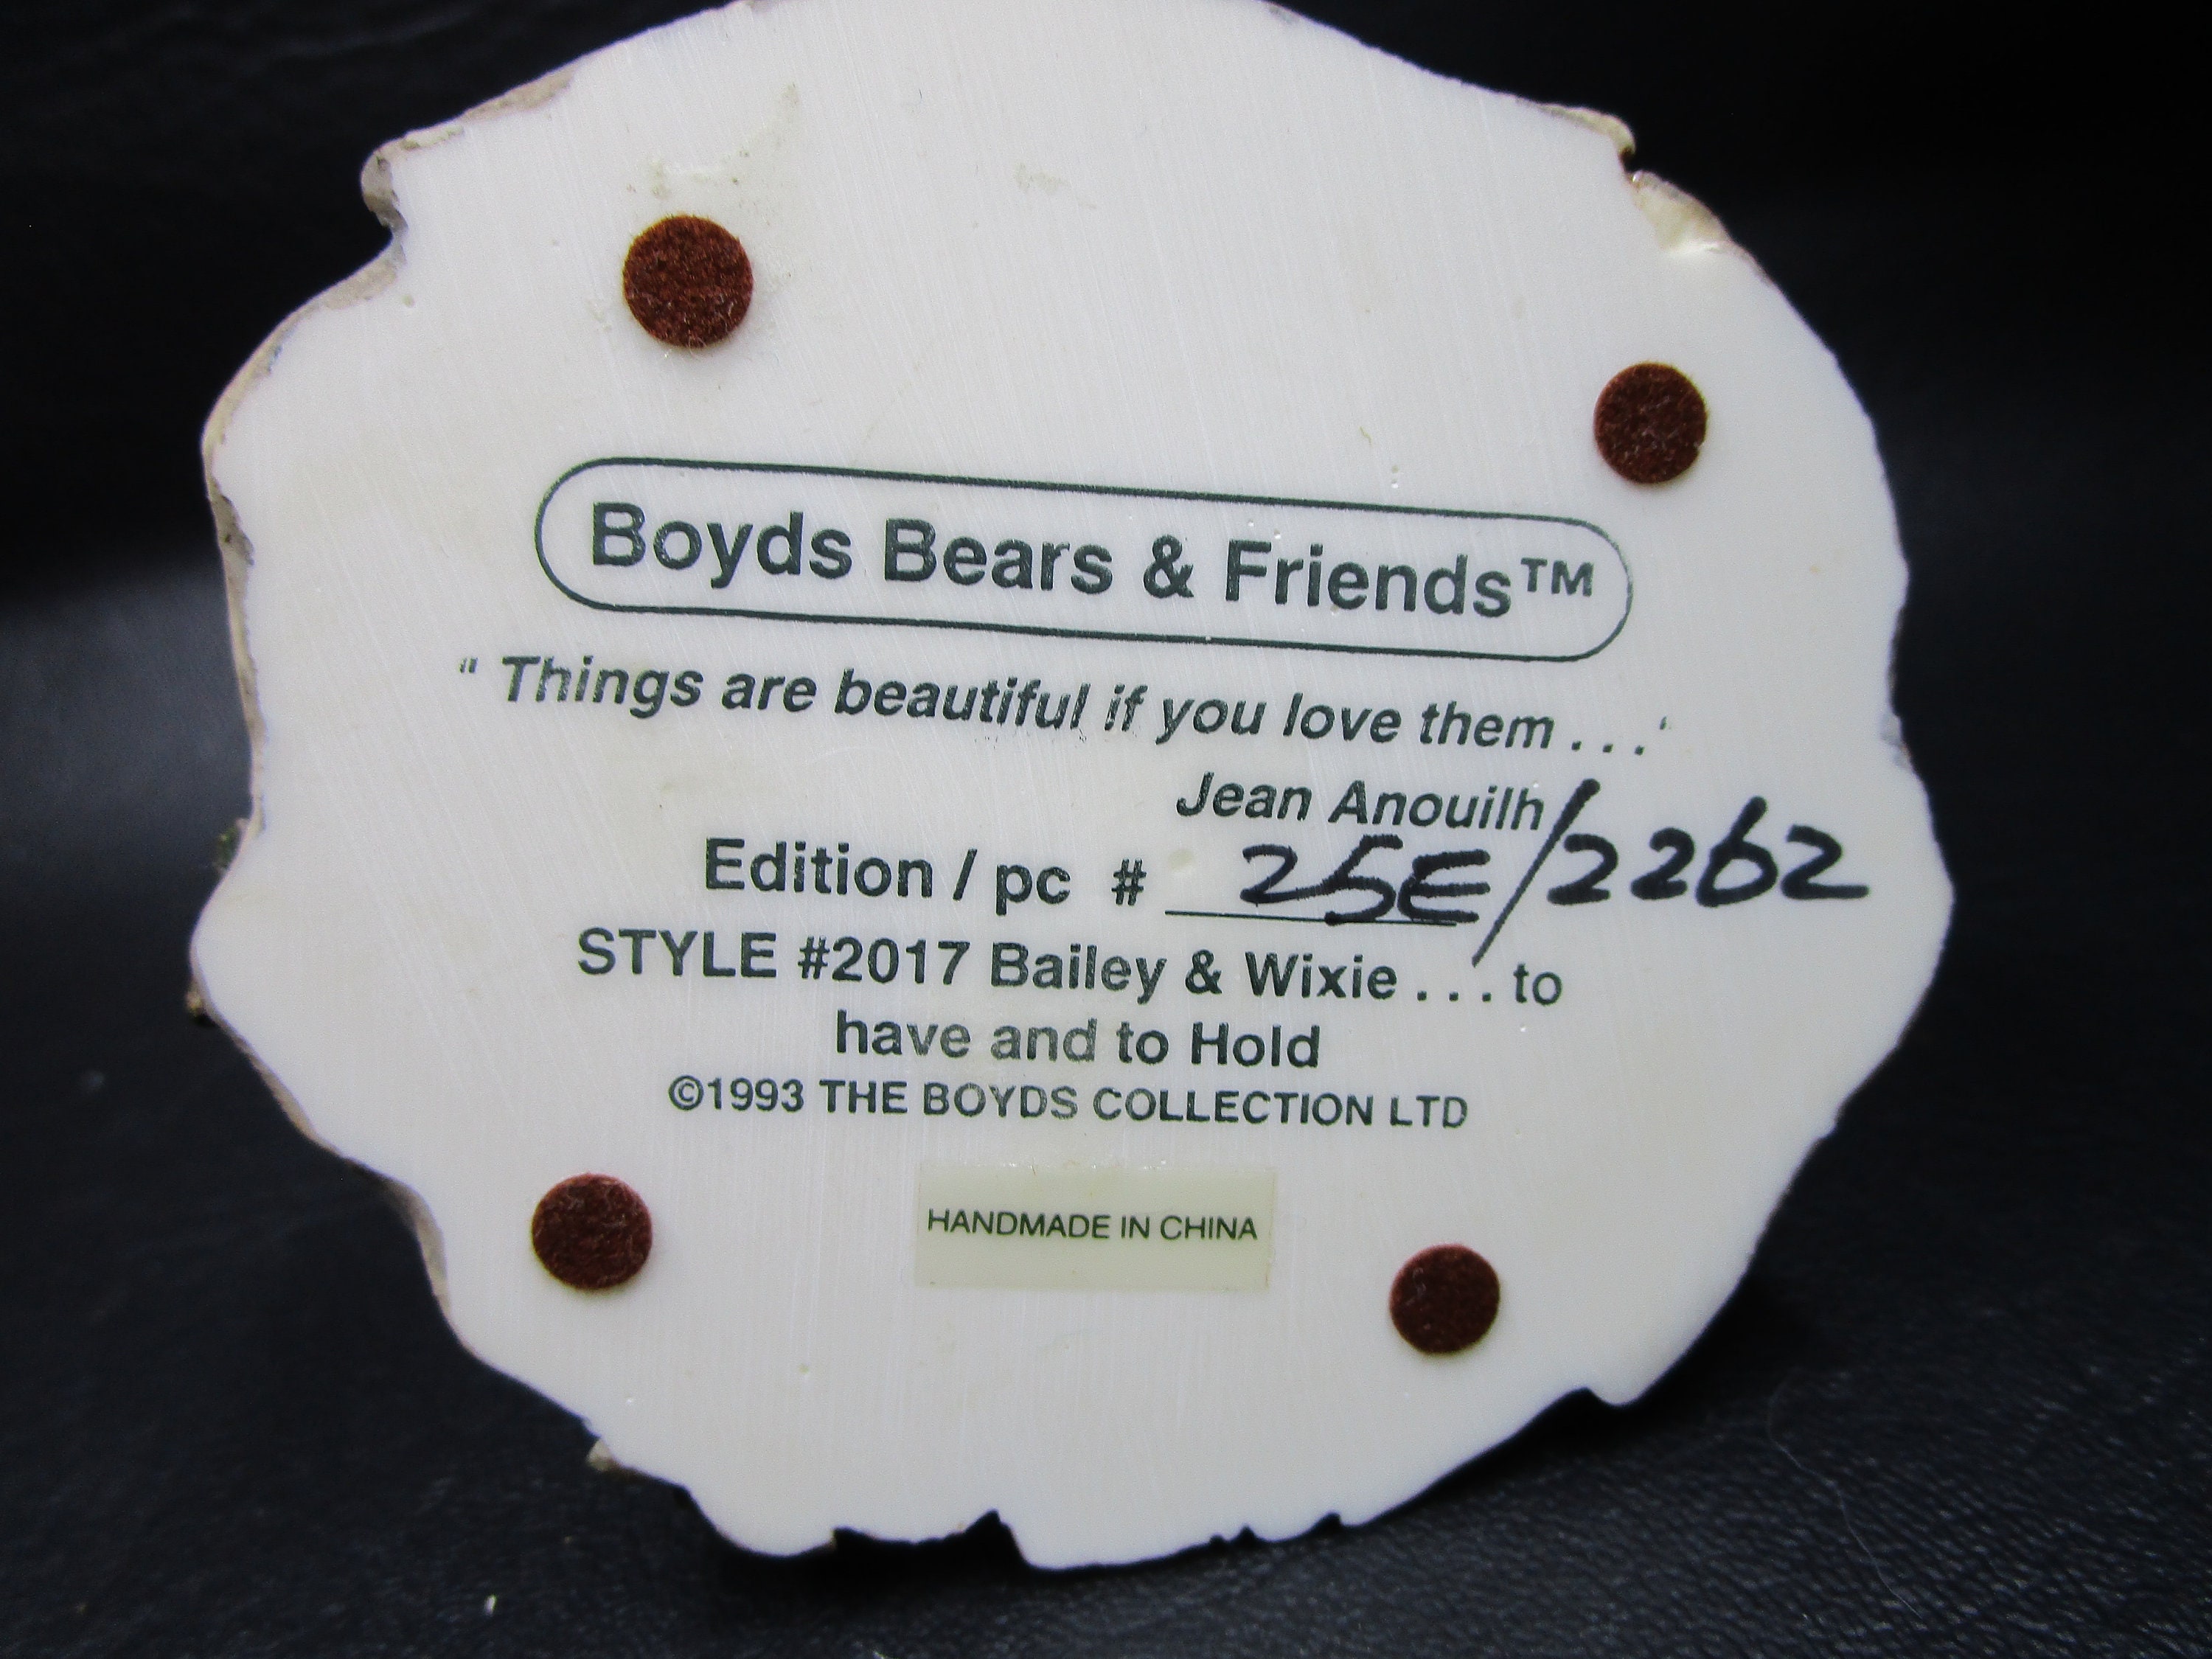 Boyds Bears & Friends™
" Things are beautiful if you love them . . . '
Jean Anouilh
Edition / pc # 25E/2262
STYLE #2017 Bailey & Wixie . . . to
have and to Hold
©1993 THE BOYDS COLLECTION LTD
HANDMADE IN CHINA